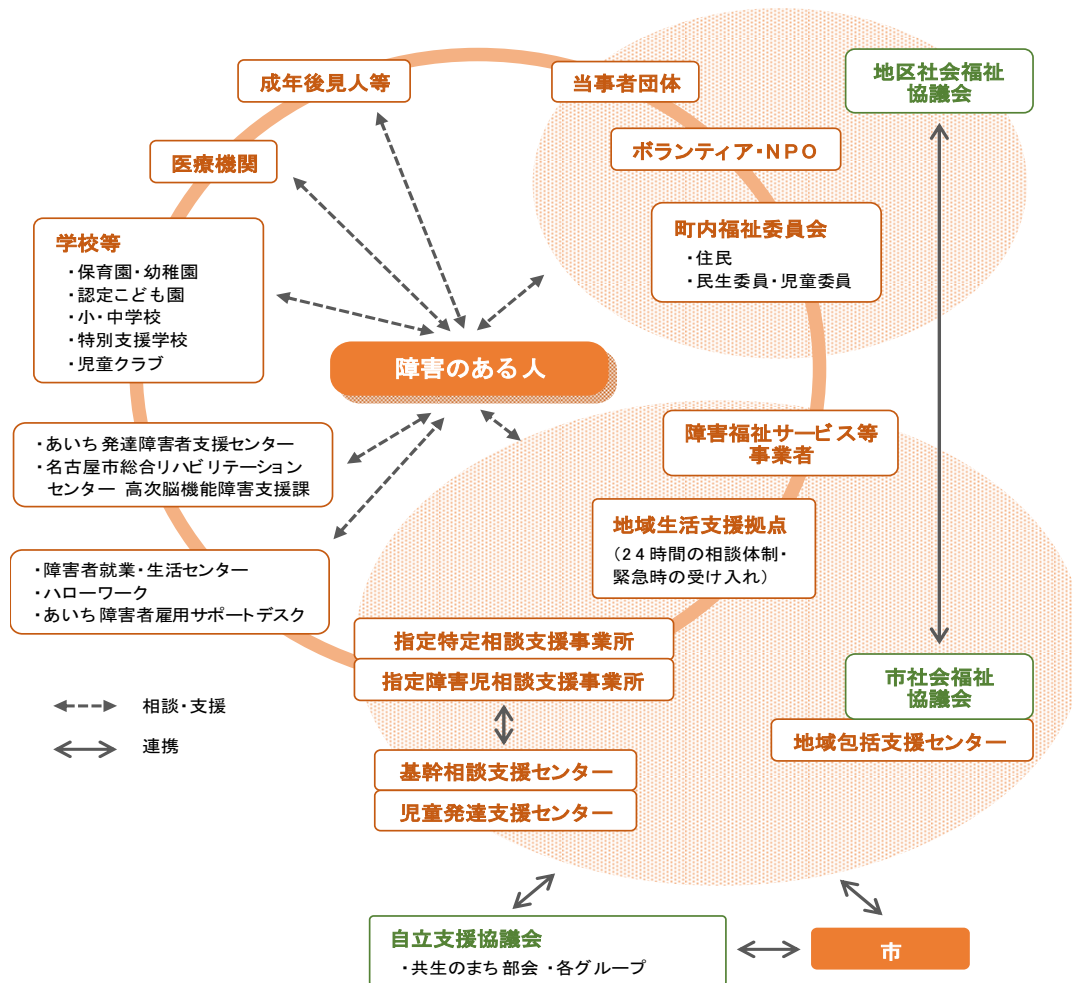 成年後見人等
当事者団体
地区社会福祉
協議会
医療機関
ボランティア・NPO
学校等
・保育園・幼稚園
・認定こども園
・小・中学校
・特別支援学校
・児童クラブ
町内福祉委員会
・住民
・民生委員・児童委員
障害のある人
・あいち発達障害者支援センター
・名古屋市総合リハビリテーション
センター 高次脳機能障害支援課
障害福祉サービス等
事業者
地域生活支援拠点
（24時間の相談体制・
緊急時の受け入れ）
・障害者就業・生活センター
・ハローワーク
・あいち障害者雇用サポートデスク
指定特定相談支援事業所
指定障害児相談支援事業所
市社会福祉
協議会
地域包括支援センター
相談・支援
連携
基幹相談支援センター
児童発達支援センター
自立支援協議会
・共生のまち部会 ・各グループ
市